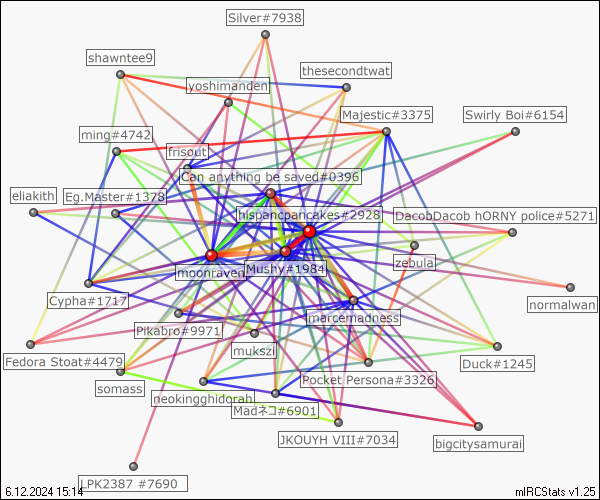 Silver#7938
shawntee9
thesecondtwat
yoshimanden
Majestic#3375
Swirly Boi#6154
ming#4742
frisout
Can anything be saved#0396
eliakith
Eg.Master#1378
hispancpancakes#2928
DacobDacob hORNY police#5271
moonraven
Mushy#1984
zebula
Cypha#1717
normalwan
Pikabro#9971
marcemadness
mukszi
Fedora Stoat#4479
Pocket Persona#3326
Duck#1245
somass
neokingghidorah
Madネコ#6901
JKOUYH VIII#7034
bigcitysamurai
LPK2387 #7690
6.12.2024 15:14
mIRCStats v1.25